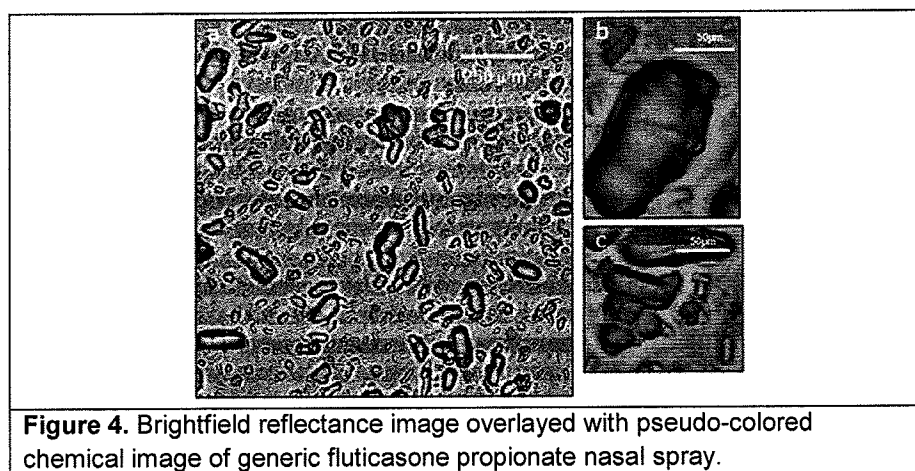 a
b
50µm
c
50µm
Figure 4. Brightfield reflectance image overlayed with pseudo-colored
chemical image of generic fluticasone propionate nasal spray.